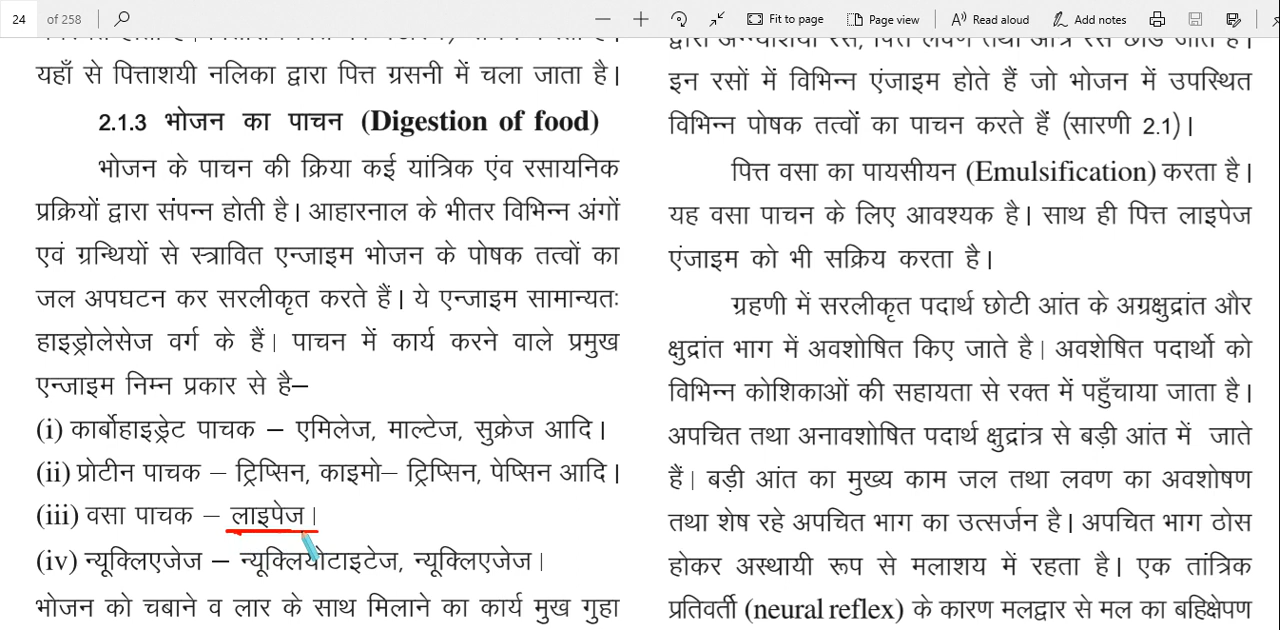 24 of 258 Fit to page Page view Read aloud Add notes
यहाँ से पित्ताशयी नलिका द्वारा पित्त ग्रसनी में चला जाता है।
2.1.3 भोजन का पाचन (Digestion of food)
भोजन के पाचन की क्रिया कई यांत्रिक एंव रसायनिक
प्रक्रियों द्वारा संपन्न होती है। आहारनाल के भीतर विभिन अंगों
एवं ग्रन्थियों से स्त्रावित एन्जाइम भोजन के पोषक तत्वों का
जल अपघटन कर सरलीकृत करते हैं। ये एन्जाइम सामान्यतः
हाइड्रोलेसेज वर्ग के हैं। पाचन में कार्य करने वाले प्रमुख
एन्जाइम निम्न प्रकार से है–
(i) कार्बोहाइड्रेट पाचक – एमिलेज, माल्टेज, सुक्रेज आदि।
(ii) प्रोटीन पाचक – ट्रिप्सिन, काइमो– ट्रिप्सिन, पेप्सिन आदि।
(iii) वसा पाचक – लाइपेज।
(iv) न्यूक्लिएजेज – न्यूक्लियोटाइटेज, न्यूक्लिएजेज।
भोजन को चबाने व लार के साथ मिलाने का कार्य मुख गुहा
द्वारा अग्न्याशयी रस, पित्त लवण तथा आंत्र रस छोड़े जाते है।
इन रसों में विभिन्न एंजाइम होते हैं जो भोजन में उपस्थित
विभिन्न पोषक तत्वों का पाचन करते हैं (सारणी 2.1)।
पित्त वसा का पायसीयन (Emulsification) करता है।
यह वसा पाचन के लिए आवश्यक है। साथ ही पित्त लाइपेज
एंजाइम को भी सक्रिय करता है।
ग्रहणी में सरलीकृत पदार्थ छोटी आंत के अग्रक्षुद्रांत और
क्षुद्रांत भाग में अवशोषित किए जाते है। अवशेषित पदार्थो को
विभिन्न कोशिकाओं की सहायता से रक्त में पहुँचाया जाता है।
अपचित तथा अनावशोषित पदार्थ क्षुद्रांत्र से बड़ी आंत में जाते
हैं। बड़ी आंत का मुख्य काम जल तथा लवण का अवशोषण
तथा शेष रहे अपचित भाग का उत्सर्जन है। अपचित भाग ठोस
होकर अस्थायी रूप से मलाशय में रहता है। एक तांत्रिक
प्रतिवर्ती (neural reflex) के कारण मलद्वार से मल का बहिक्षेपण